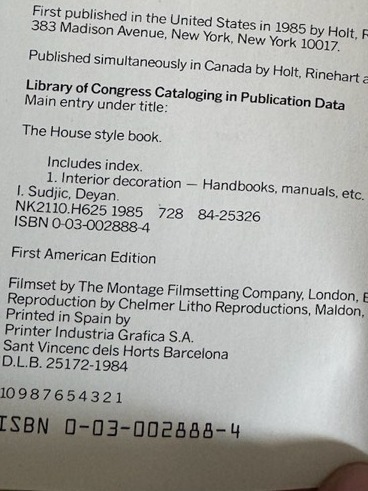 First published in the United States in 1985 by Holt,
383 Madison Avenue, New York, New York 10017.
Published simultaneously in Canada by Holt, Rinehart
Library of Congress Cataloging in Publication Data
Main entry under title:
The House style book.
Includes index.
1. Interior decoration — Handbooks, manuals, etc.
I. Sudjic, Deyan.
NK2110.H625 1985 728 84-25326
ISBN 0-03-002888-4
First American Edition
Filmset by The Montage Filmsetting Company, London,
Reproduction by Chelmer Litho Reproductions, Maldon,
Printed in Spain by
Printer Industria Grafica S.A.
Sant Vincenc dels Horts Barcelona
D.L.B. 25172-1984
10 9 8 7 6 5 4 3 2 1
ISBN 0-03-002888-4